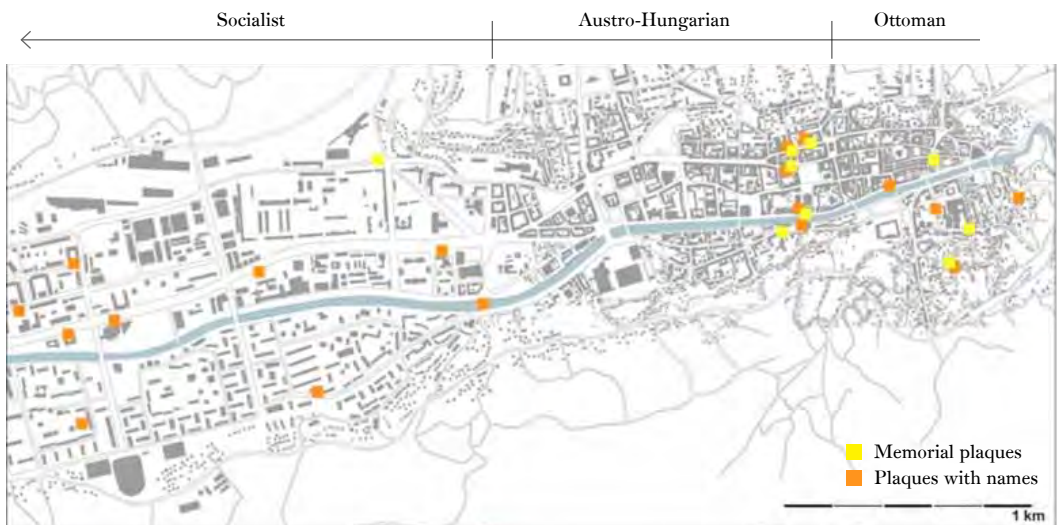 Socialist
Austro-Hungarian
Ottoman
Memorial plaques
Plaques with names
1 km